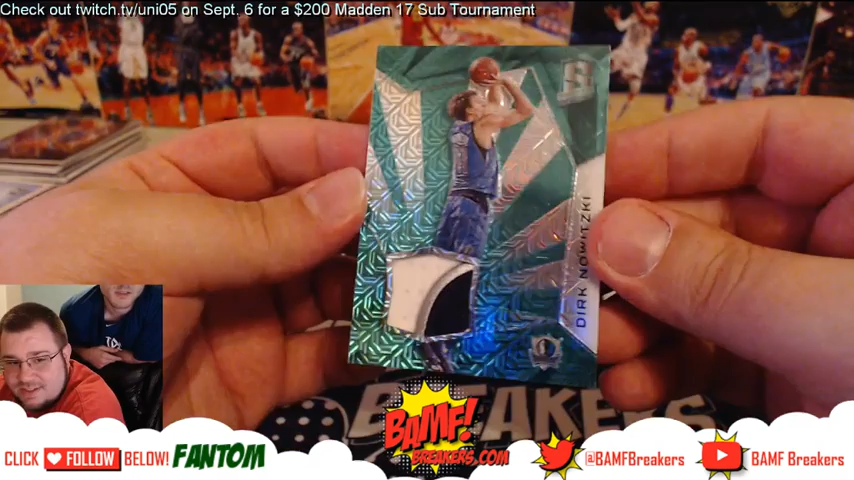 Check out twitch.tv/uni05 on Sept. 6 for a $200 Madden 17 Sub Tournament
S
DIRK NOWITZKI
BREAKERS
BAMF!
BREAKERS.COM
CLICK FOLLOW BELOW! FANTOM
@BAMFBreakers
BAMF Breakers